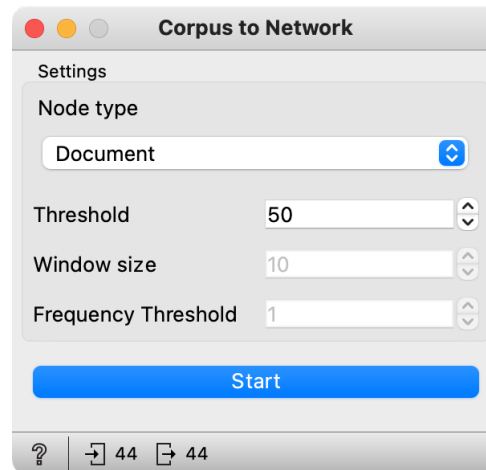 Corpus to Network
Settings
Node type
Document
Threshold 50
Window size 10
Frequency Threshold 1
Start
? 44 44